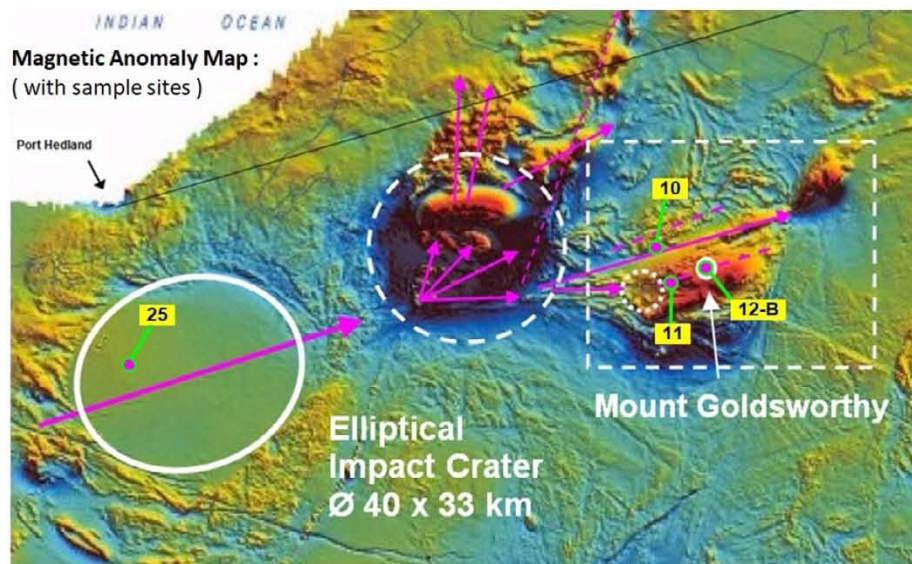 INDIAN OCEAN
Magnetic Anomaly Map :
( with sample sites )
Port Hedland
10
25
11
12-B
Mount Goldsworthy
Elliptical
Impact Crater
Ø 40 x 33 km